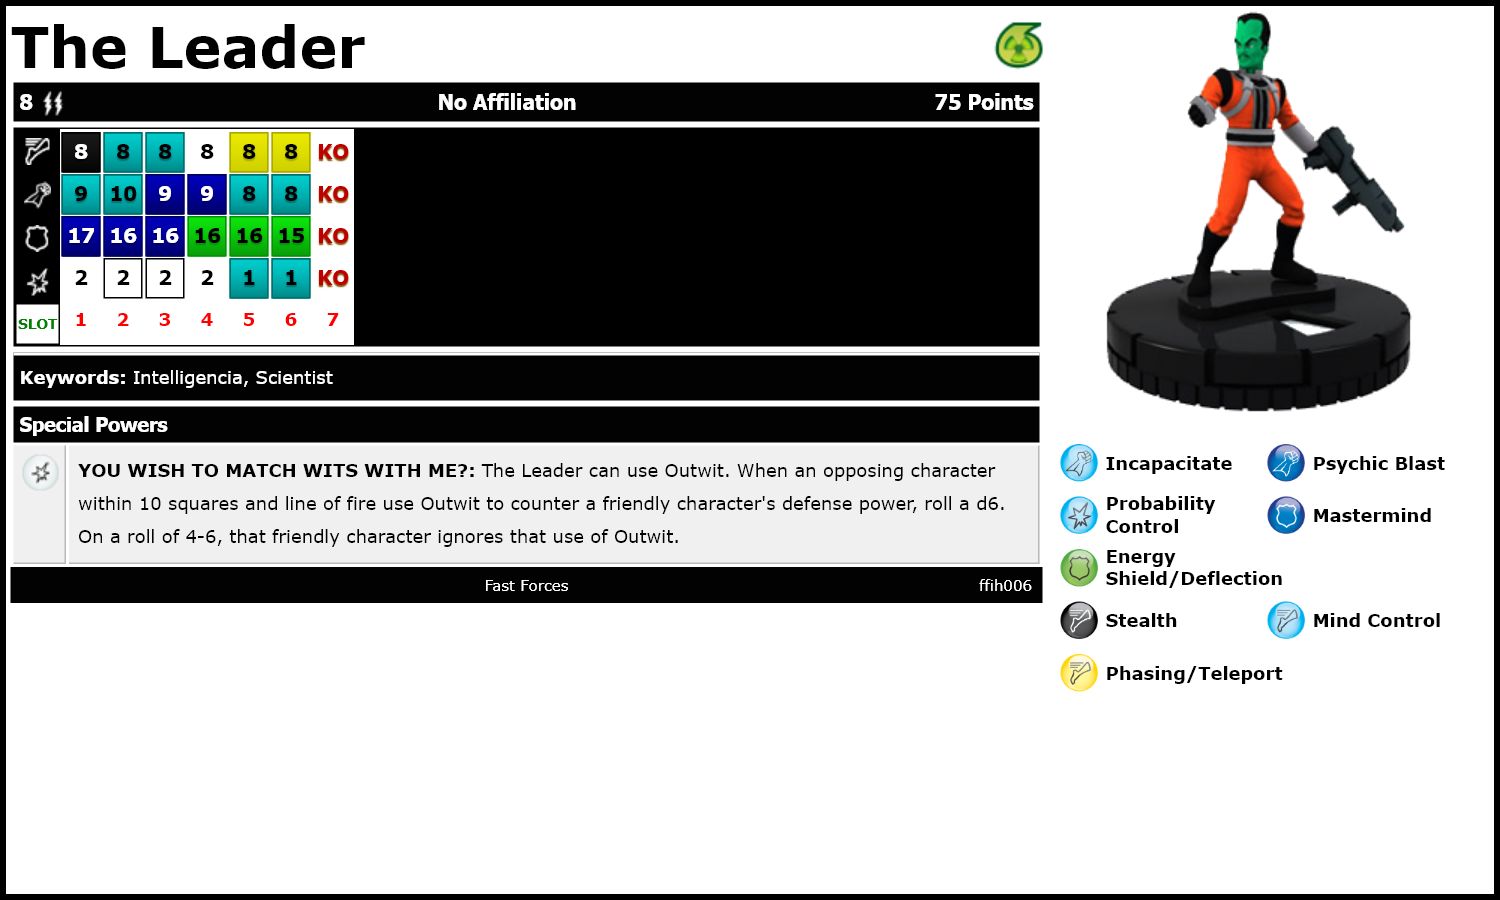 The Leader
8 No Affiliation 75 Points
8 8 8 8 8 8 KO
9 10 9 9 8 8 KO
17 16 16 16 16 15 KO
2 2 2 2 1 1 KO
SLOT 1 2 3 4 5 6 7
Keywords: Intelligencia, Scientist
Special Powers
YOU WISH TO MATCH WITS WITH ME?: The Leader can use Outwit. When an opposing character
within 10 squares and line of fire use Outwit to counter a friendly character's defense power, roll a d6.
On a roll of 4-6, that friendly character ignores that use of Outwit.
Fast Forces ffih006
Incapacitate Psychic Blast
Probability
Control
Mastermind
Energy
Shield/Deflection
Stealth Mind Control
Phasing/Teleport